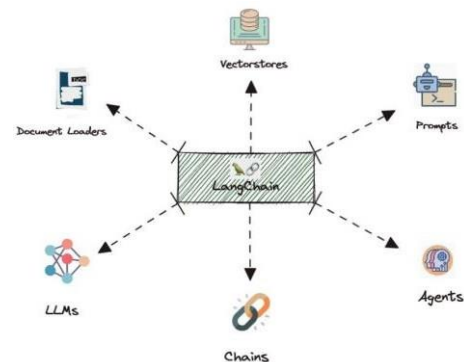 Vectorstores
Document Loaders
Prompts
LangChain
LLMs
Agents
Chains